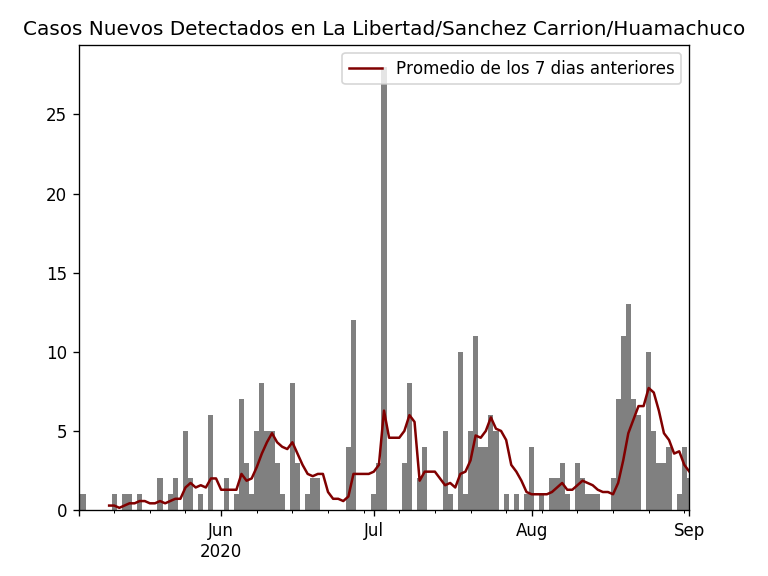 Casos Nuevos Detectados en La Libertad/Sanchez Carrion/Huamachuco
Promedio de los 7 dias anteriores
25
20
15
10
5
0
Jun
2020
Jul
Aug
Sep